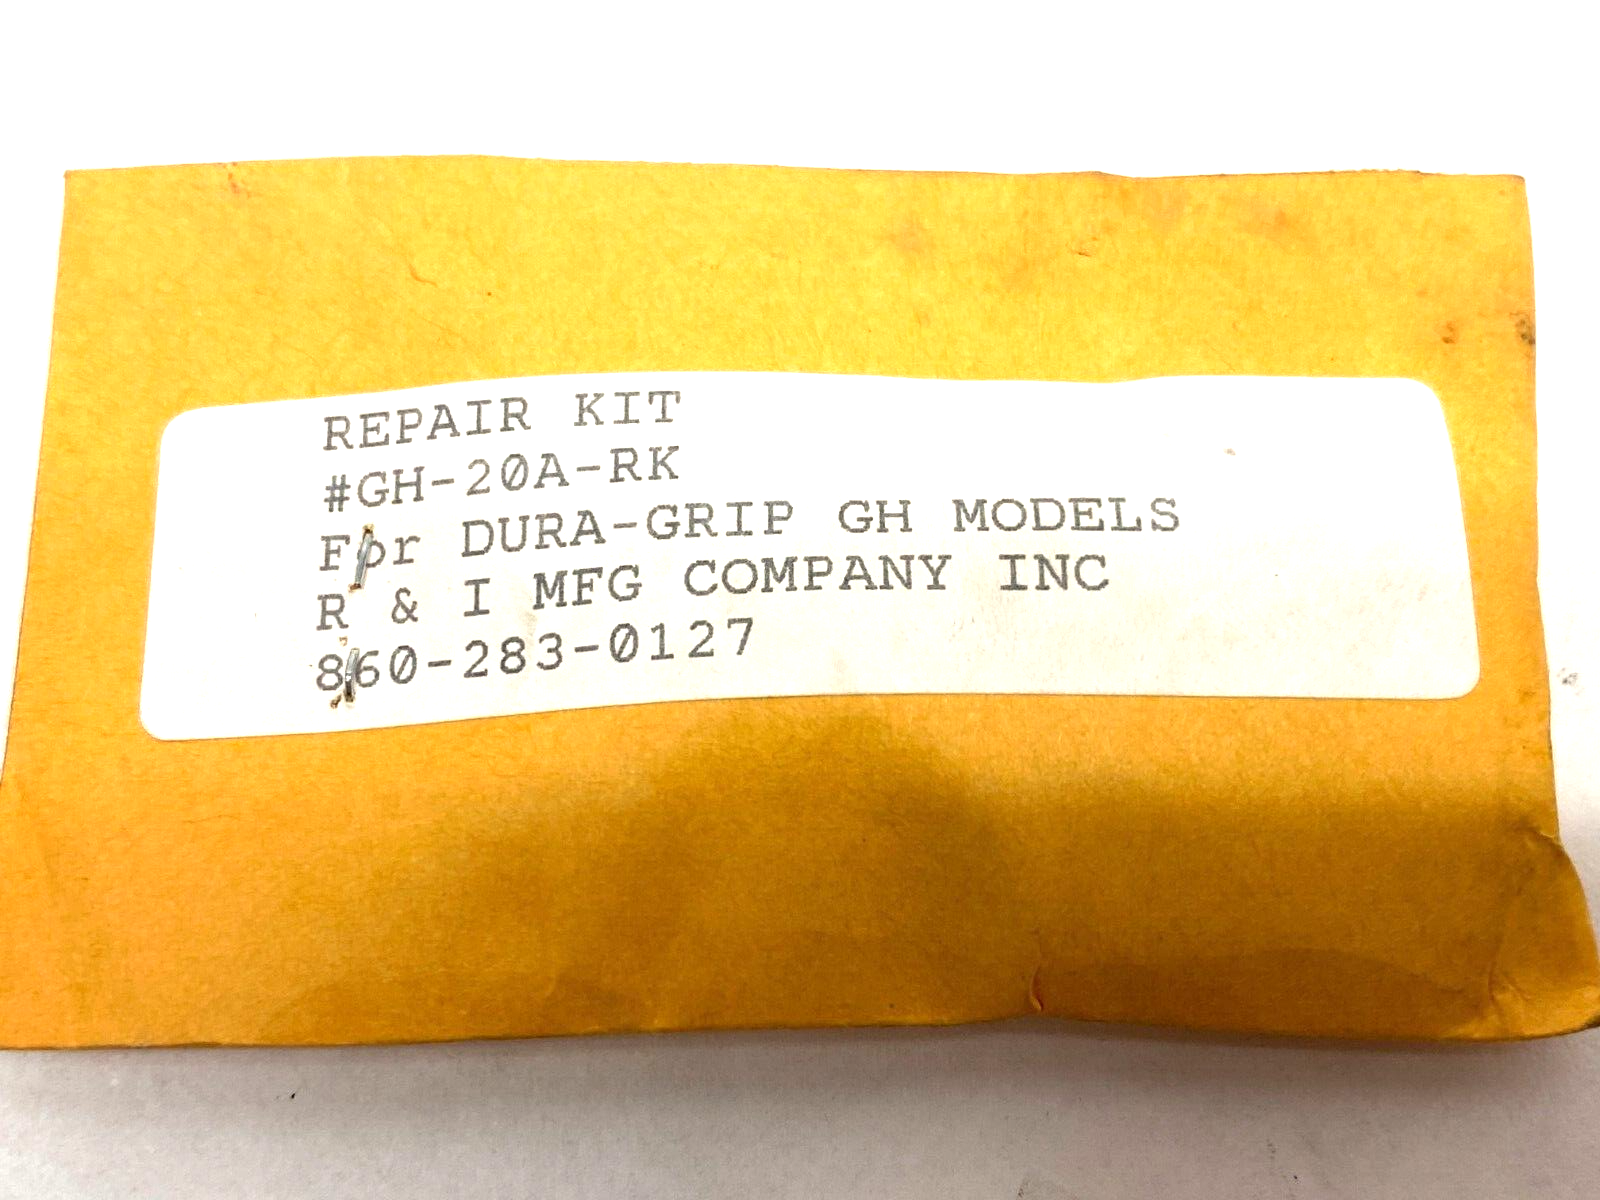 REPAIR KIT
#GH-20A-RK
For DURA-GRIP GH MODELS
R & I MFG COMPANY INC
860-283-0127